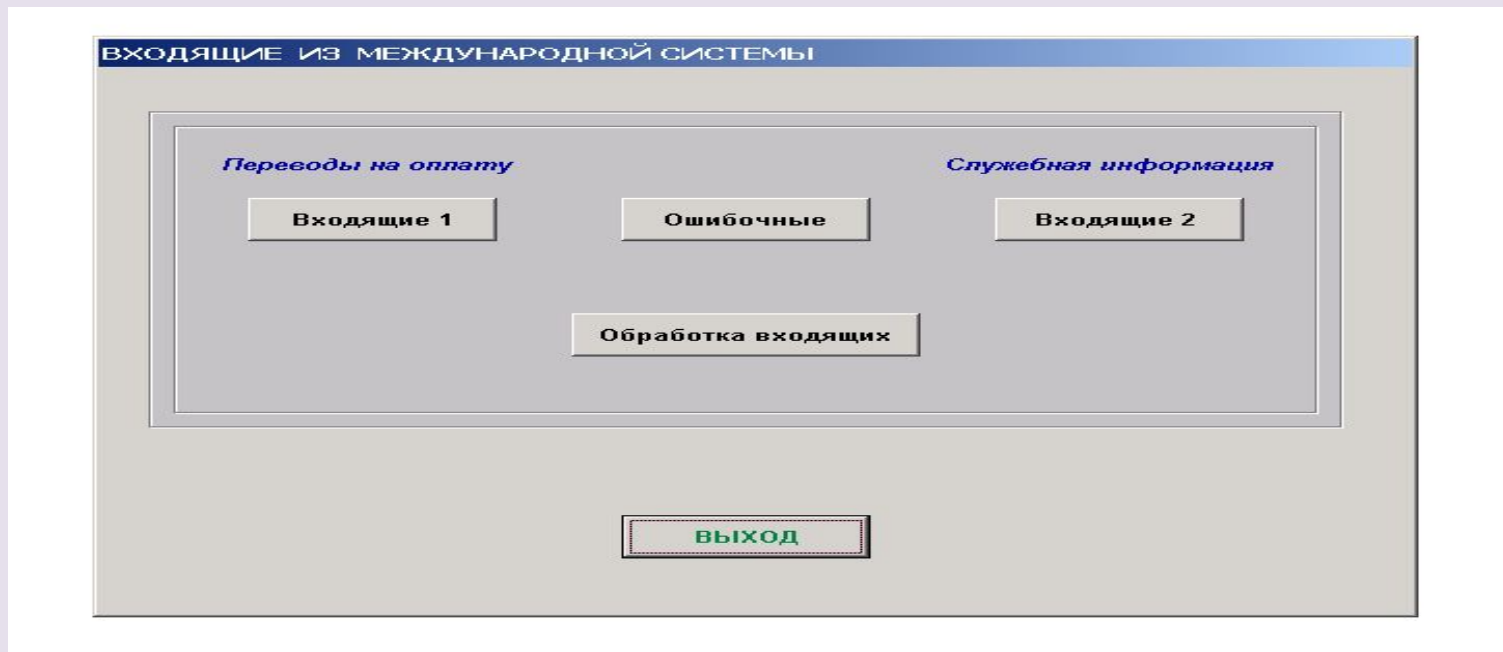 ВХОДЯЩИЕ ИЗ МЕЖДУНАРОДНОЙ СИСТЕМЫ
Переводы на оплату Служебная информация
Входящие 1 Ошибочные Входящие 2
Обработка входящих
ВЫХОД